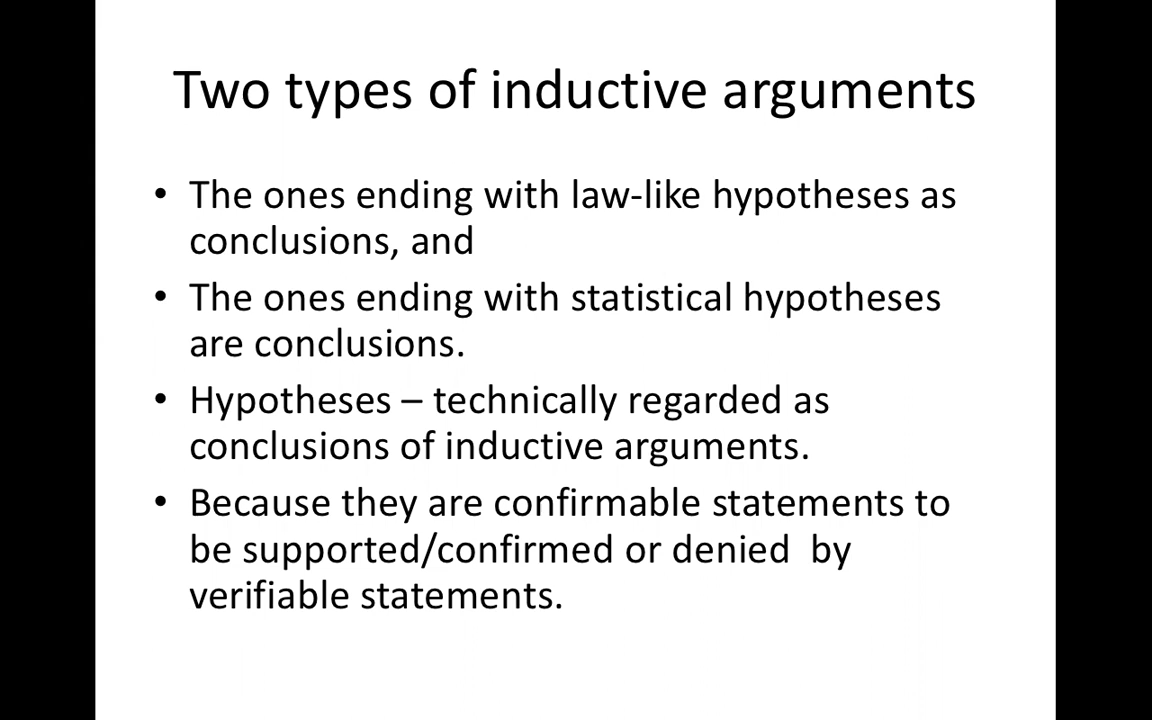 Two types of inductive arguments
• The ones ending with law-like hypotheses as
conclusions, and
• The ones ending with statistical hypotheses
are conclusions.
• Hypotheses – technically regarded as
conclusions of inductive arguments.
• Because they are confirmable statements to
be supported/confirmed or denied  by
verifiable statements.